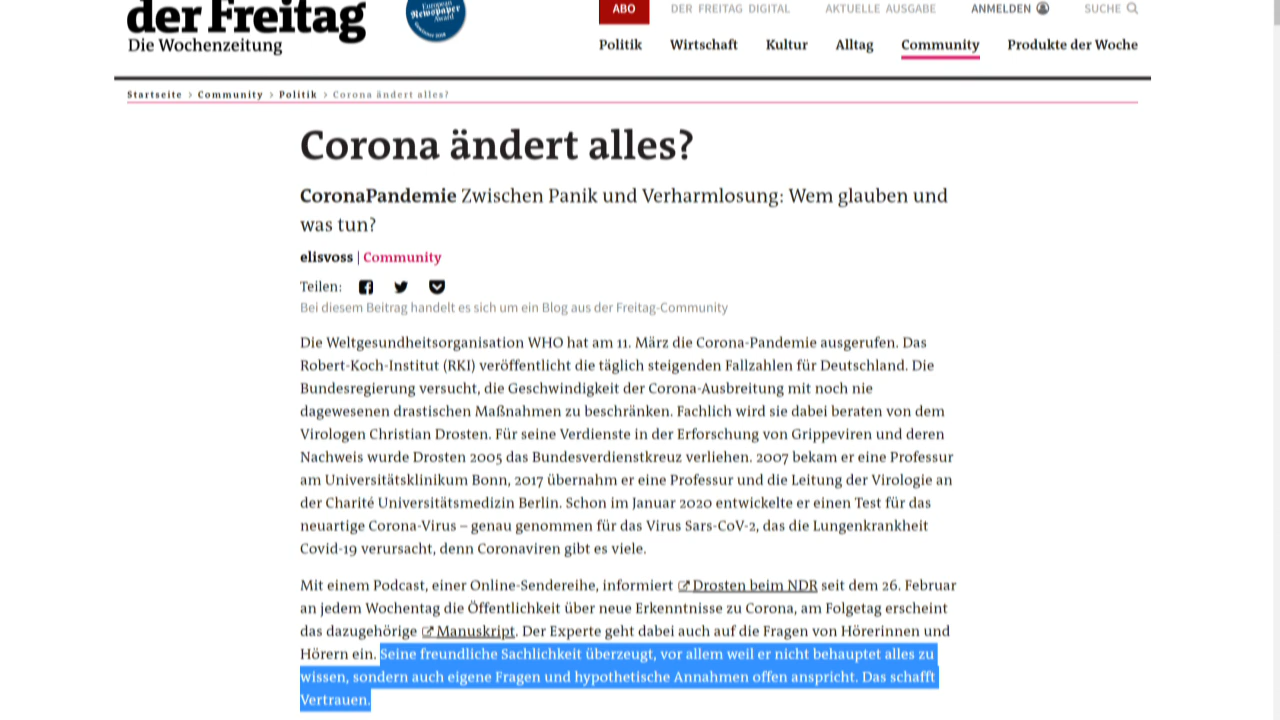 der Freitag
Die Wochenzeitung
European
Newspaper
Award
ABO
DER FREITAG DIGITAL
AKTUELLE AUSGABE
ANMELDEN
SUCHE
Politik
Wirtschaft
Kultur
Alltag
Community
Produkte der Woche
Startseite > Community > Politik > Corona ändert alles?
Corona ändert alles?
CoronaPandemie Zwischen Panik und Verharmlosung: Wem glauben und
was tun?
elisvoss | Community
Teilen:
Bei diesem Beitrag handelt es sich um ein Blog aus der Freitag-Community
Die Weltgesundheitsorganisation WHO hat am 11. März die Corona-Pandemie ausgerufen. Das
Robert-Koch-Institut (RKI) veröffentlicht die täglich steigenden Fallzahlen für Deutschland. Die
Bundesregierung versucht, die Geschwindigkeit der Corona-Ausbreitung mit noch nie
dagewesenen drastischen Maßnahmen zu beschränken. Fachlich wird sie dabei beraten von dem
Virologen Christian Drosten. Für seine Verdienste in der Erforschung von Grippeviren und deren
Nachweis wurde Drosten 2005 das Bundesverdienstkreuz verliehen. 2007 bekam er eine Professur
am Universitätsklinikum Bonn, 2017 übernahm er eine Professur und die Leitung der Virologie an
der Charité Universitätsmedizin Berlin. Schon im Januar 2020 entwickelte er einen Test für das
neuartige Corona-Virus – genau genommen für das Virus Sars-CoV-2, das die Lungenkrankheit
Covid-19 verursacht, denn Coronaviren gibt es viele.
Mit einem Podcast, einer Online-Sendereihe, informiert Drosten beim NDR seit dem 26. Februar
an jedem Wochentag die Öffentlichkeit über neue Erkenntnisse zu Corona, am Folgetag erscheint
das dazugehörige Manuskript. Der Experte geht dabei auch auf die Fragen von Hörerinnen und
Hörern ein. Seine freundliche Sachlichkeit überzeugt, vor allem weil er nicht behauptet alles zu
wissen, sondern auch eigene Fragen und hypothetische Annahmen offen anspricht. Das schafft
Vertrauen.